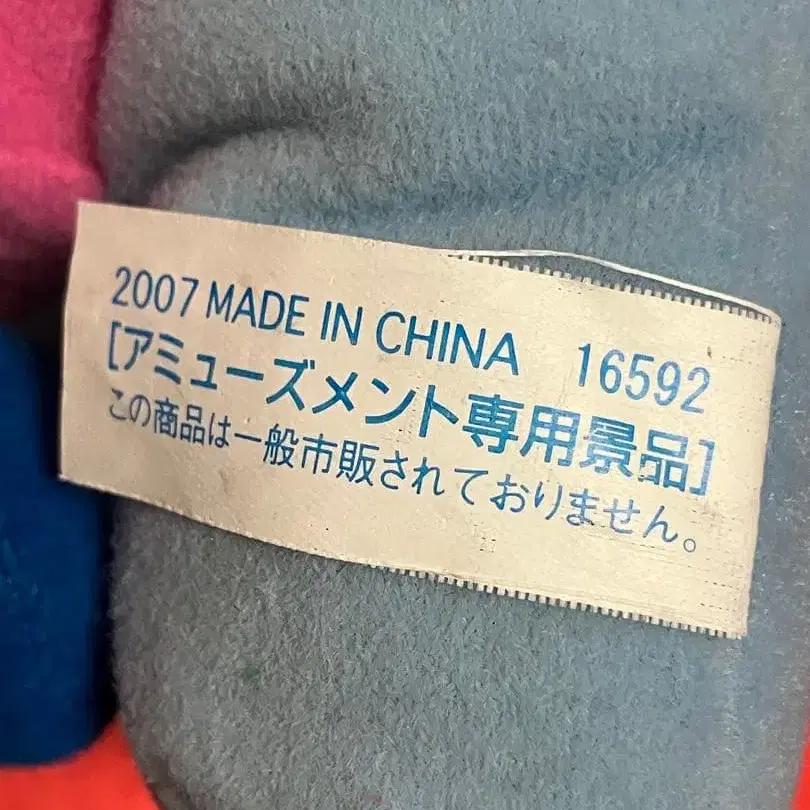 2007 MADE IN CHINA 16592
[アミューズメント専用景品]
この商品は一般市販されておりません。